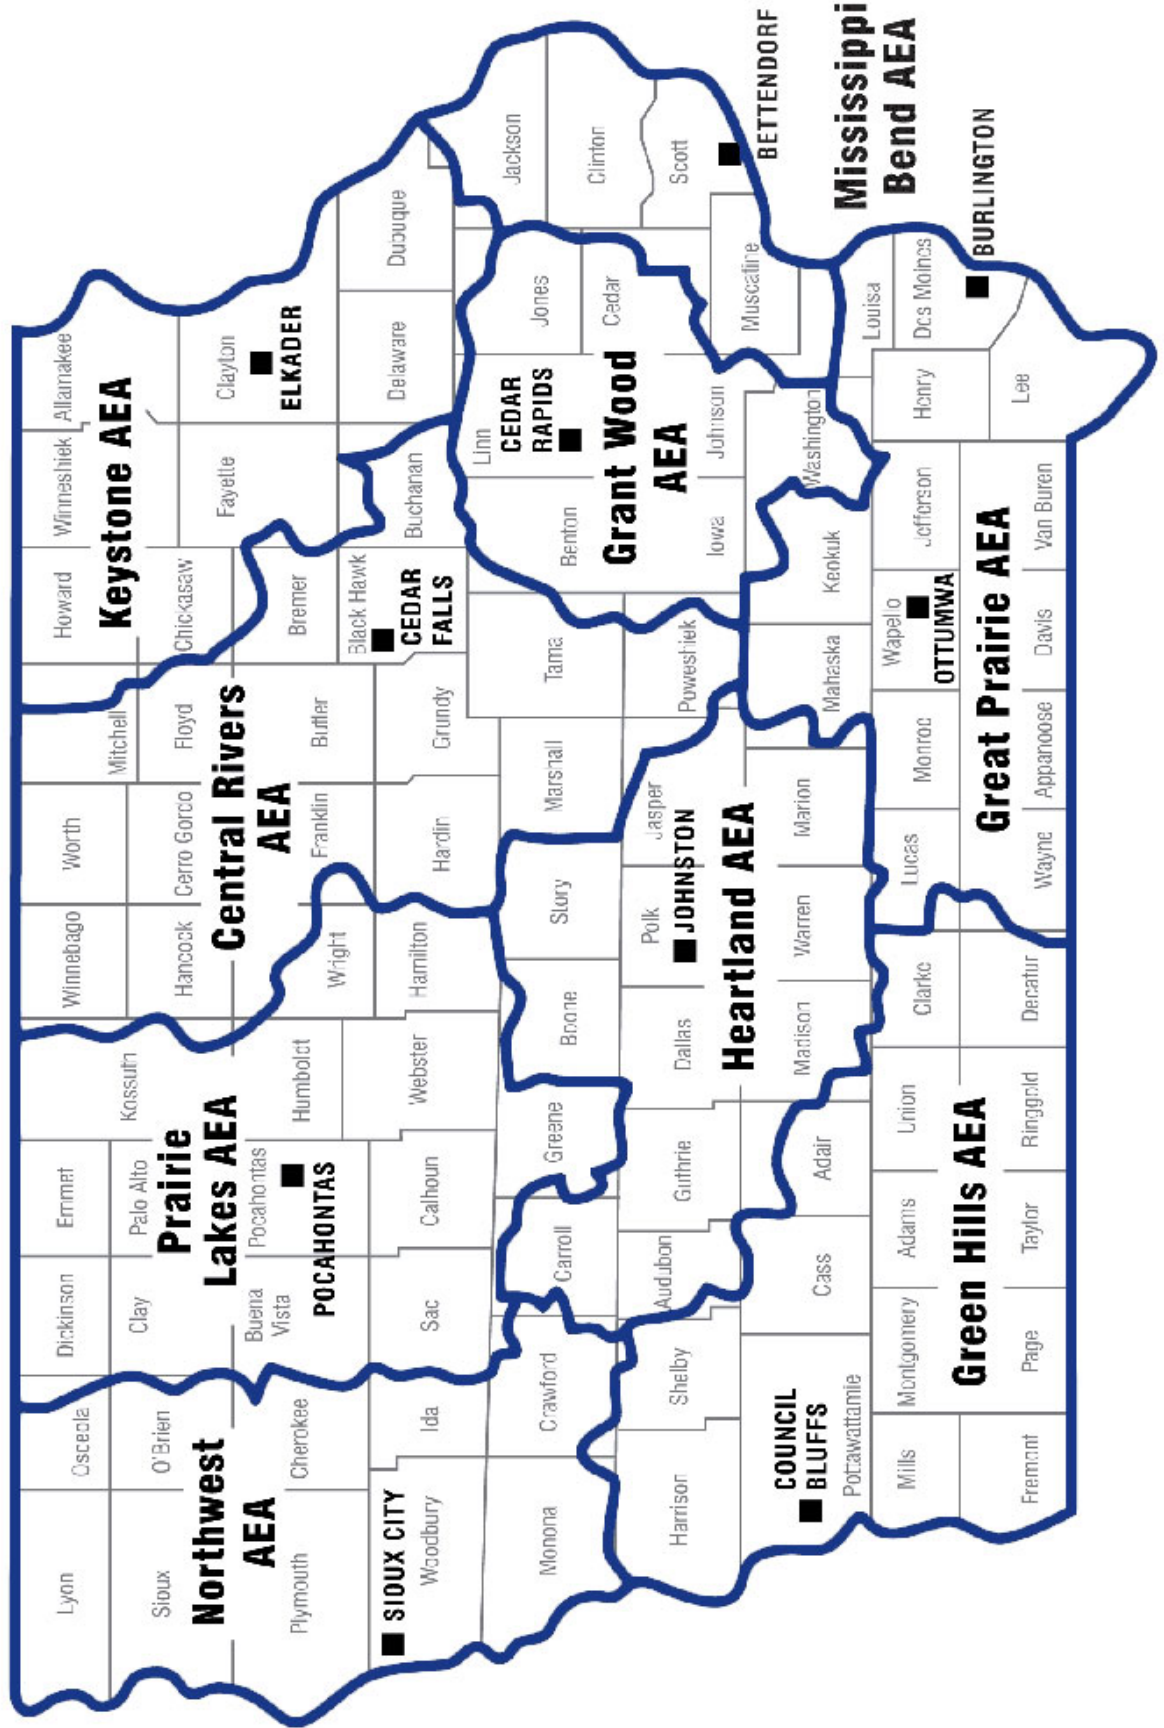 Lyon
Osceola
Dickinson
Emmet
Winnebago
Worth
Mitchell
Howard
Winneshiek
Allamakee
Sioux
O'Brien
Clay
Palo Alto
Kossuth
Hancock
Cerro Gordo
Floyd
Chickasaw
Keystone AEA
Northwest
AEA
Prairie
Lakes AEA
Central Rivers
AEA
Plymouth
Cherokee
Buena
Vista
Pocahontas
POCAHONTAS
Humboldt
Wright
Franklin
Butler
Bremer
Fayette
Clayton
ELKADER
SIOUX CITY
Woodbury
Ida
Sac
Calhoun
Webster
Hamilton
Hardin
Grundy
Black Hawk
CEDAR
FALLS
Buchanan
Delaware
Dubuque
Monona
Crawford
Carroll
Greene
Boone
Story
Marshall
Tama
Benton
Linn
CEDAR
RAPIDS
Jones
Jackson
Grant Wood
AEA
Cedar
Clinton
Harrison
Shelby
Audubon
Guthrie
Dallas
Polk
JOHNSTON
Jasper
Poweshiek
Iowa
Johnson
Muscatine
Scott
BETTENDORF
Mississippi
Bend AEA
Heartland AEA
COUNCIL
BLUFFS
Pottawattamie
Cass
Adair
Madison
Warren
Marion
Mahaska
Keokuk
Washington
Louisa
Mills
Montgomery
Adams
Union
Clarke
Lucas
Monroe
Wapello
OTTUMWA
Jefferson
Henry
Des Moines
BURLINGTON
Green Hills AEA
Great Prairie AEA
Fremont
Page
Taylor
Ringgold
Decatur
Wayne
Appanoose
Davis
Van Buren
Lee